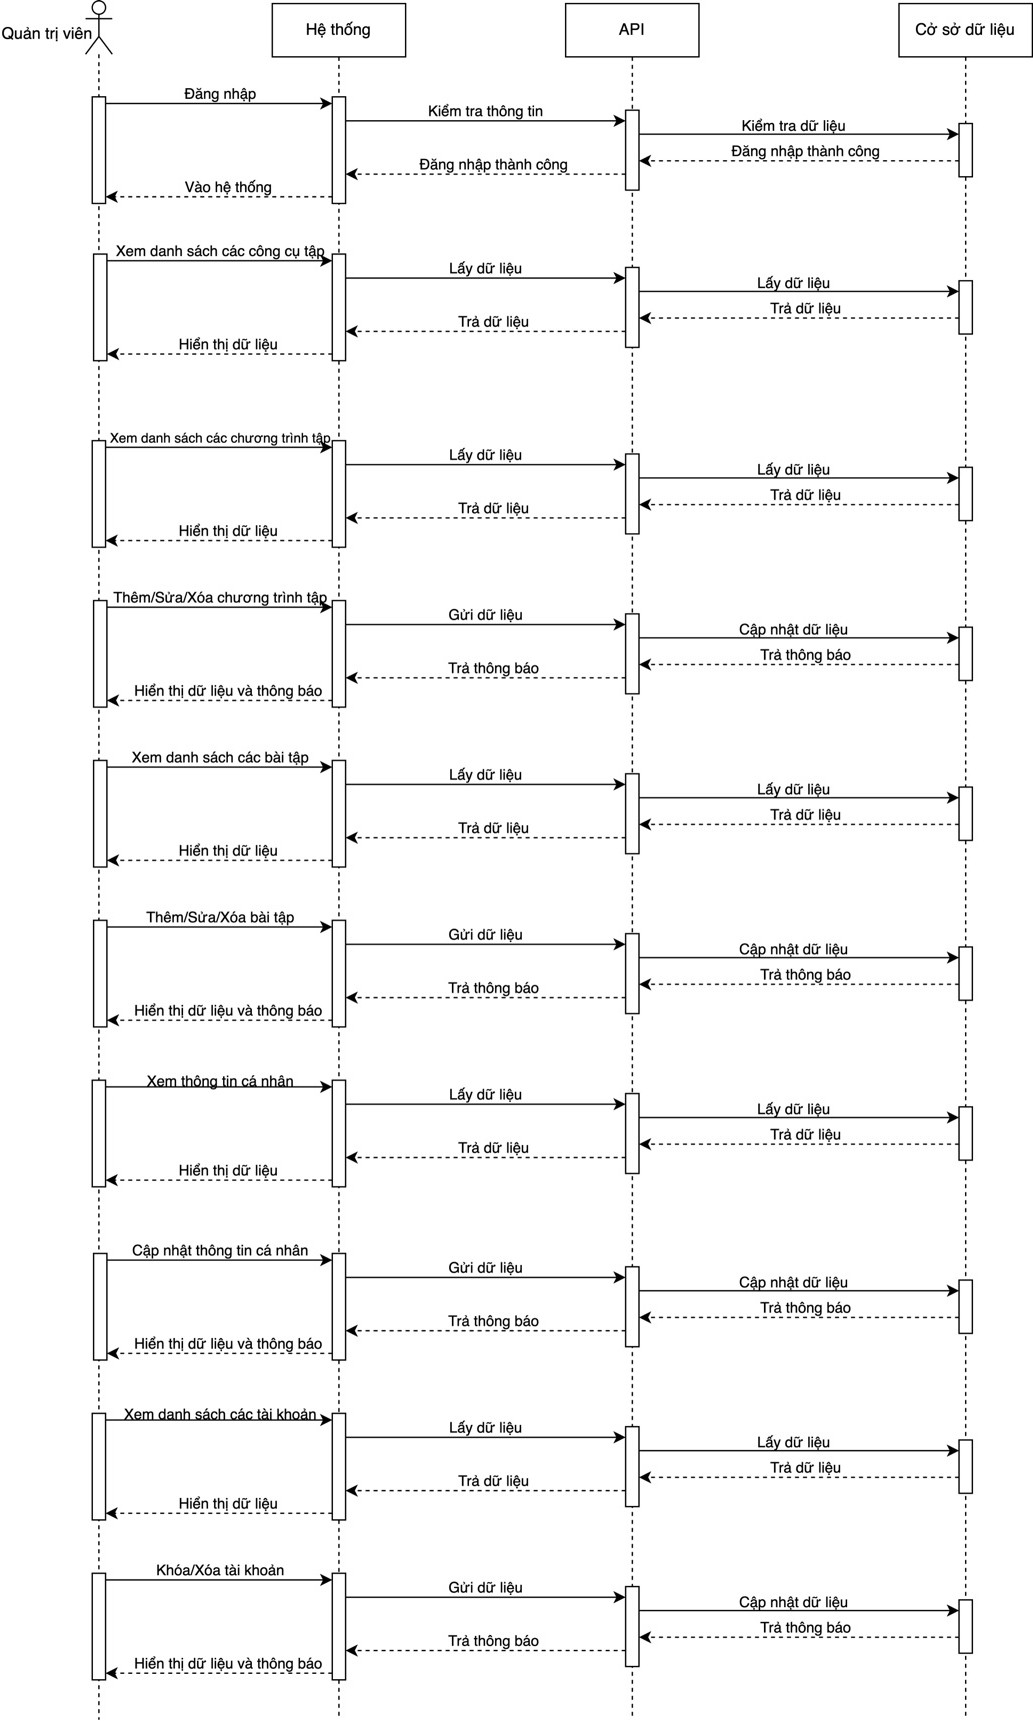 Quản trị viên
Hệ thống
API
Cở sở dữ liệu
Đăng nhập
Kiểm tra thông tin
Kiểm tra dữ liệu
Đăng nhập thành công
Đăng nhập thành công
Vào hệ thống
Xem danh sách các công cụ tập
Lấy dữ liệu
Lấy dữ liệu
Trả dữ liệu
Trả dữ liệu
Hiển thị dữ liệu
Xem danh sách các chương trình tập
Lấy dữ liệu
Lấy dữ liệu
Trả dữ liệu
Trả dữ liệu
Hiển thị dữ liệu
Thêm/Sửa/Xóa chương trình tập
Gửi dữ liệu
Cập nhật dữ liệu
Trả thông báo
Trả thông báo
Hiển thị dữ liệu và thông báo
Xem danh sách các bài tập
Lấy dữ liệu
Lấy dữ liệu
Trả dữ liệu
Trả dữ liệu
Hiển thị dữ liệu
Thêm/Sửa/Xóa bài tập
Gửi dữ liệu
Cập nhật dữ liệu
Trả thông báo
Trả thông báo
Hiển thị dữ liệu và thông báo
Xem thông tin cá nhân
Lấy dữ liệu
Lấy dữ liệu
Trả dữ liệu
Trả dữ liệu
Hiển thị dữ liệu
Cập nhật thông tin cá nhân
Gửi dữ liệu
Cập nhật dữ liệu
Trả thông báo
Trả thông báo
Hiển thị dữ liệu và thông báo
Xem danh sách các tài khoản
Lấy dữ liệu
Lấy dữ liệu
Trả dữ liệu
Trả dữ liệu
Hiển thị dữ liệu
Khóa/Xóa tài khoản
Gửi dữ liệu
Cập nhật dữ liệu
Trả thông báo
Trả thông báo
Hiển thị dữ liệu và thông báo